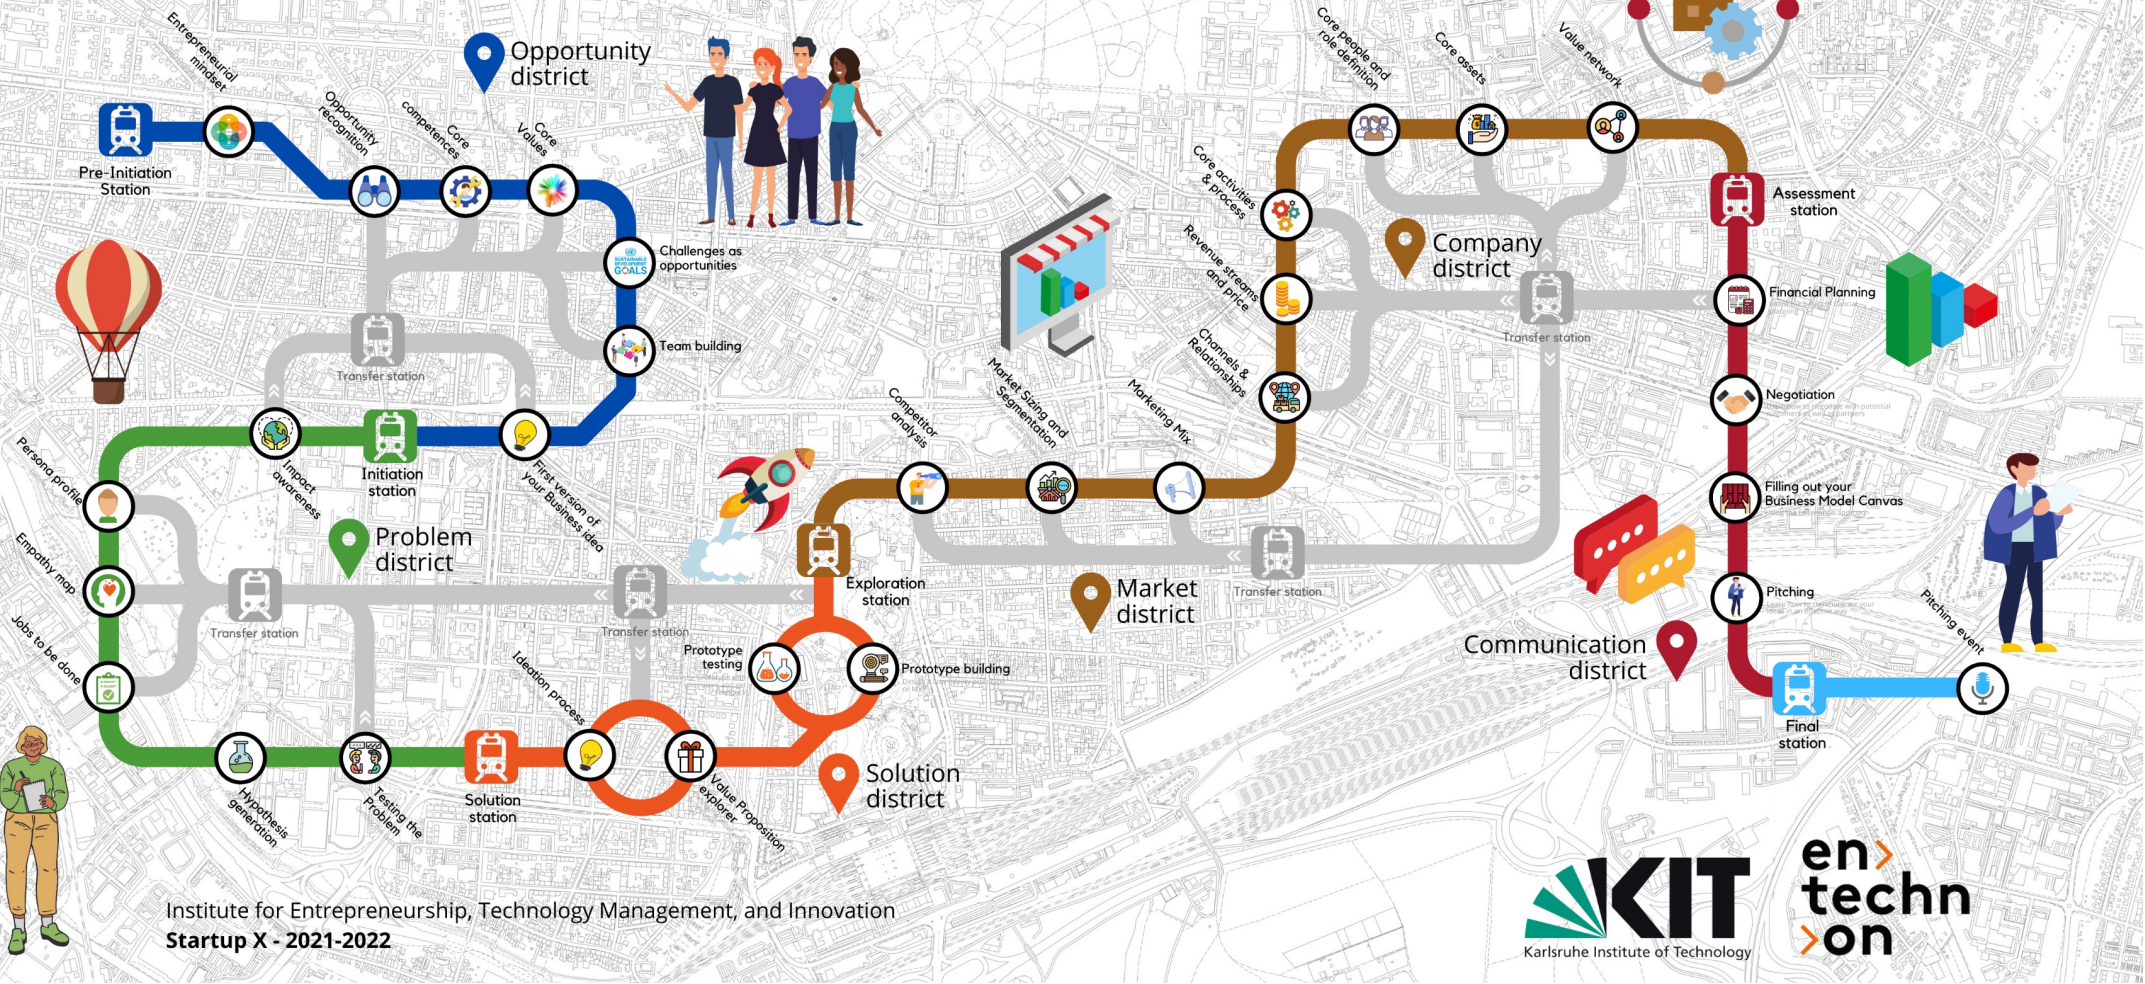 Entrepreneurial
mindset
Opportunity
district
Pre-Initiation
Station
Opportunity
recognition
Core
competences
Core
Values
SUSTAINABLE
DEVELOPMENT
GOALS
Challenges as
opportunities
Team building
Transfer station
First version of
your Business idea
Initiation
station
Impact
awareness
Problem
district
Persona profile
Empathy map
Jobs to be done
Transfer station
Hypothesis
generation
Testing the
Problem
Solution
station
Ideation process
Value Proposition
explorer
Transfer station
Solution
district
Prototype
testing
Prototype building
Exploration
station
Competitor
analysis
Market Sizing and
Segmentation
Marketing Mix
Market
district
Transfer station
Channels &
Relationships
Revenue streams
and price
Core activities
& process
Core people and
role definition
Core assets
Value network
Company
district
Transfer station
Assessment
station
Financial Planning
Negotiation
Filling out your
Business Model Canvas
Pitching
Communication
district
Final
station
Pitching event
Institute for Entrepreneurship, Technology Management, and Innovation
Startup X - 2021-2022
KIT
Karlsruhe Institute of Technology
en>
techn
>on